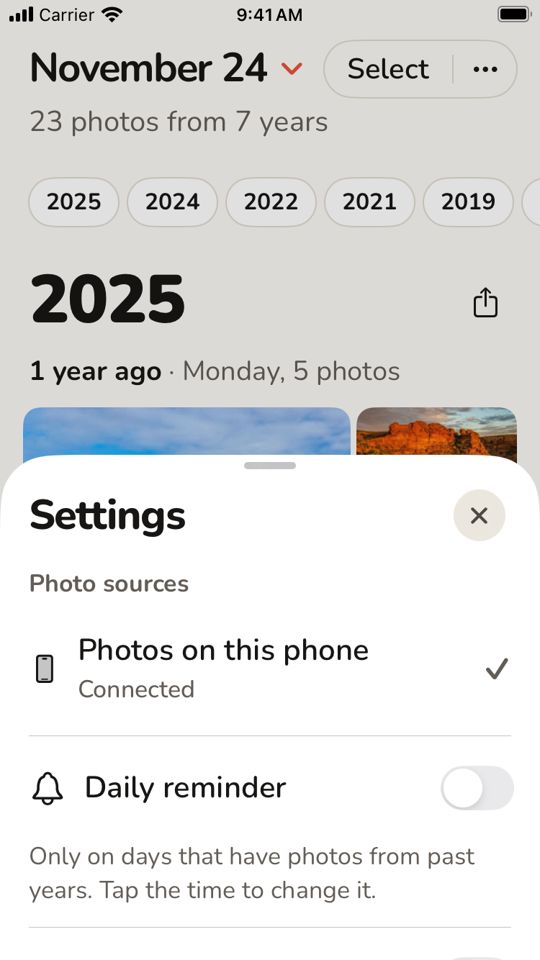 Carrier 9:41 AM
November 24 Select
23 photos from 7 years
2025 2024 2022 2021 2019
2025
1 year ago · Monday, 5 photos
Settings
Photo sources
Photos on this phone
Connected
Daily reminder
Only on days that have photos from past
years. Tap the time to change it.